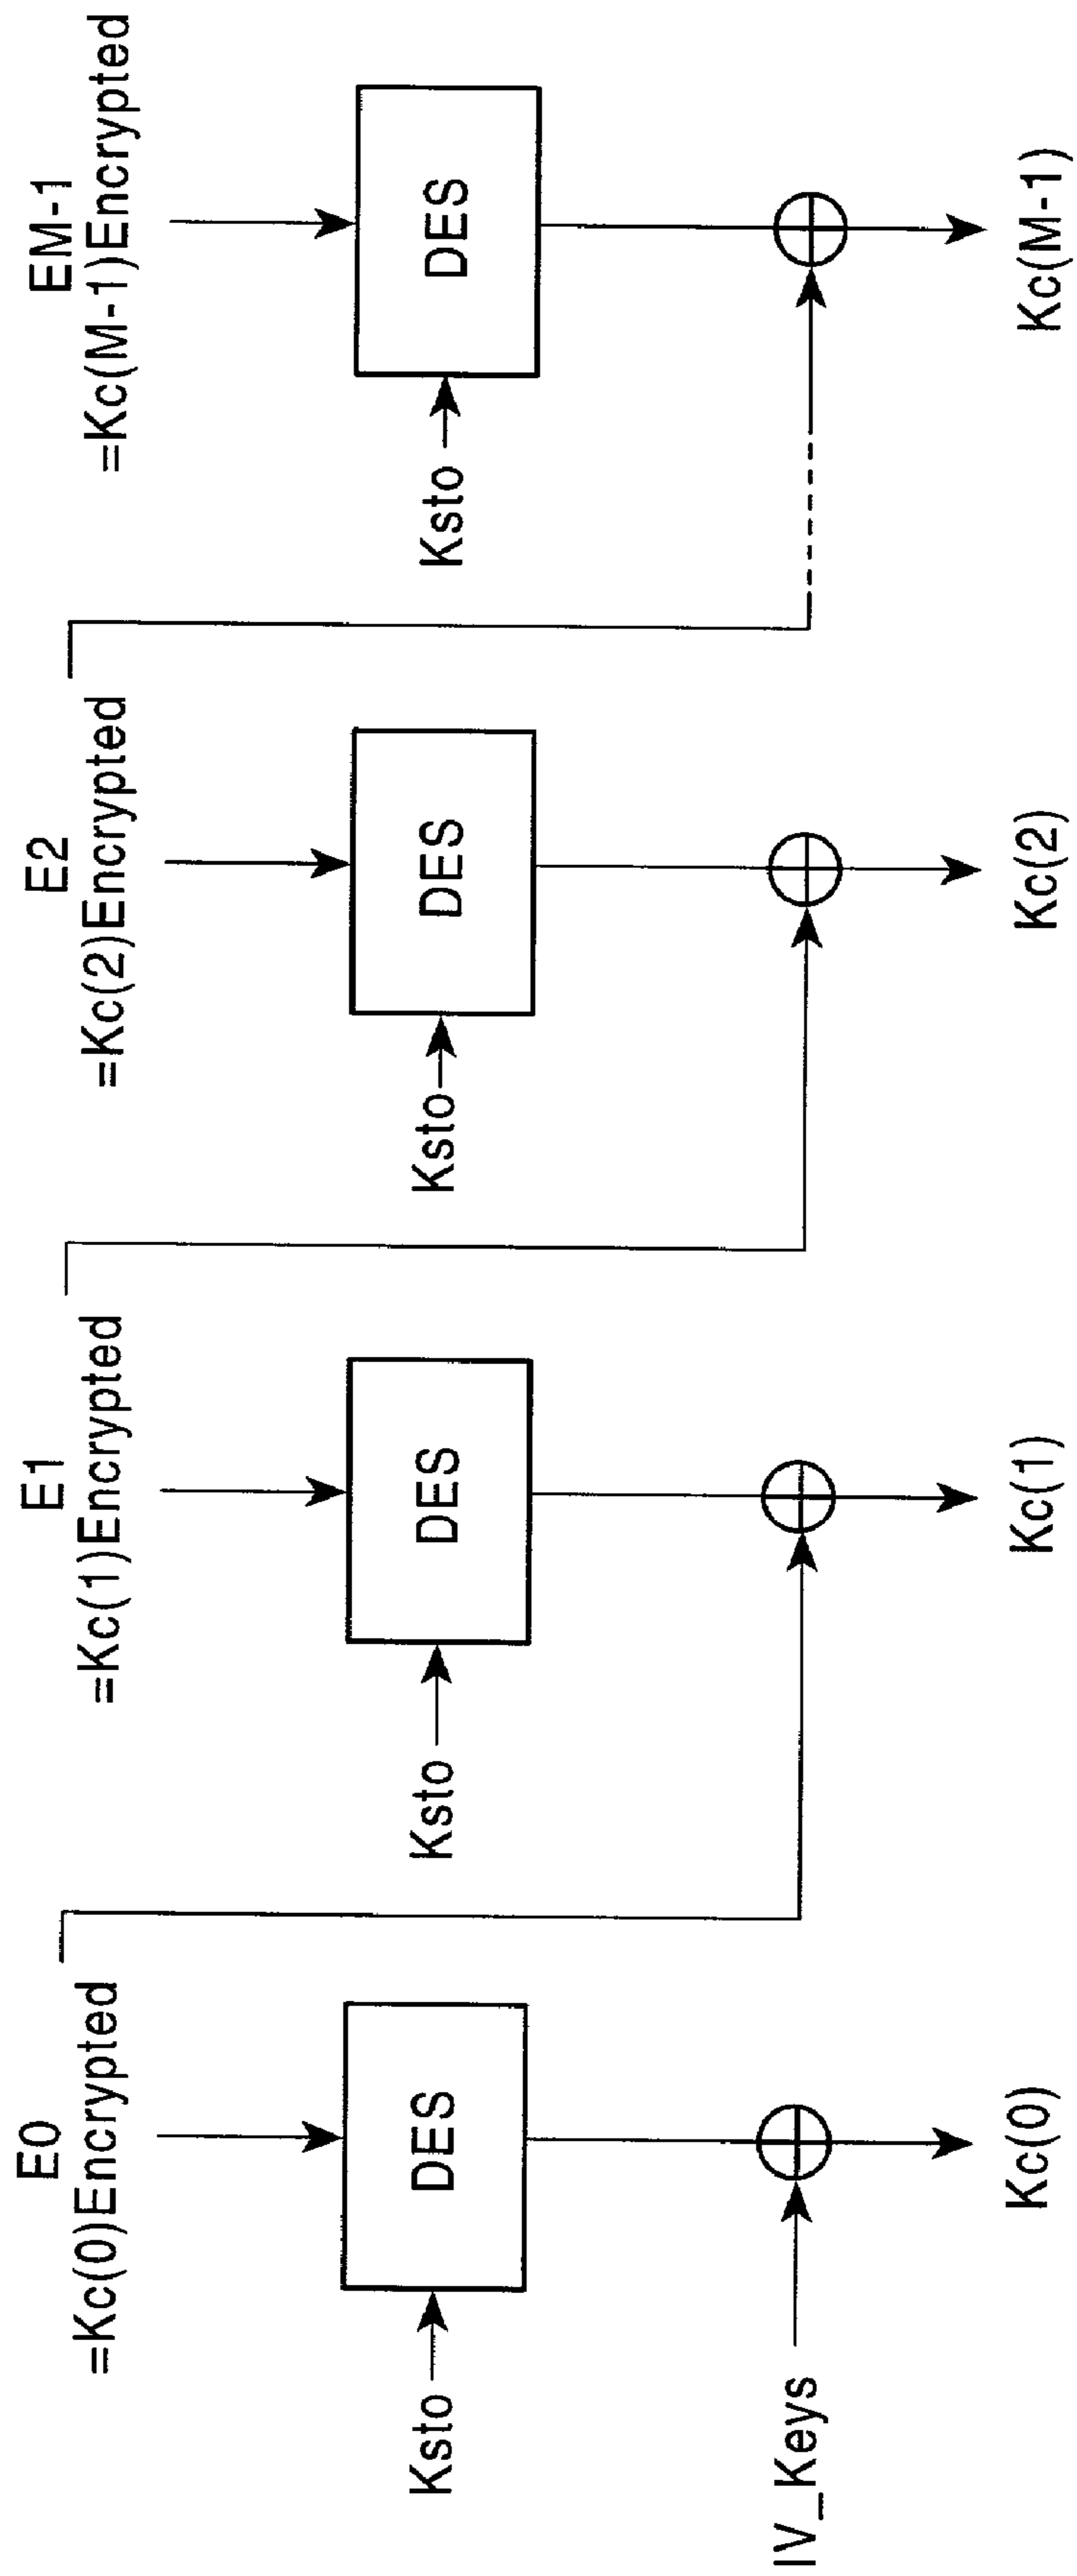 E0
=Kc(0)Encrypted
E1
=Kc(1)Encrypted
E2
=Kc(2)Encrypted
EM-1
=Kc(M-1)Encrypted
Ksto
DES
Ksto
DES
Ksto
DES
Ksto
DES
IV_Keys
Kc(0)
Kc(1)
Kc(2)
Kc(M-1)